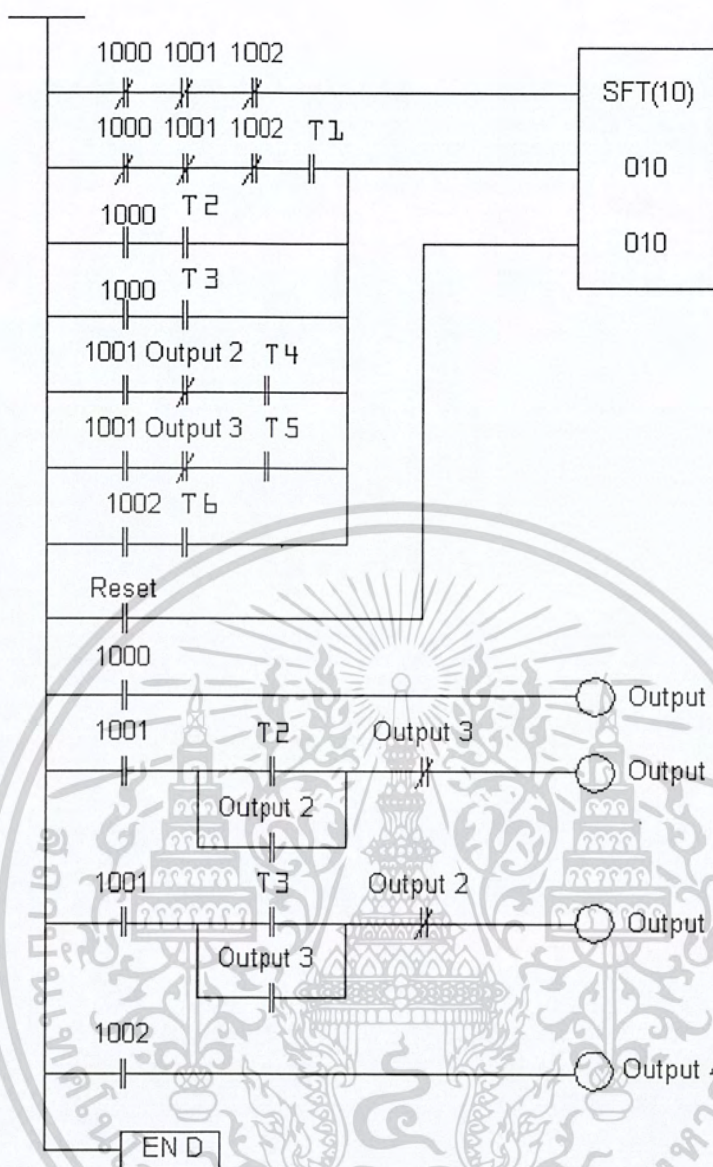 1000 1001 1002
SFT(10)
1000 1001 1002 T1
010
1000 T2
010
1000 T3
1001 Output 2 T4
1001 Output 3 T5
1002 T6
Reset
1000
Output
1001 T2 Output 3
Output
Output 2
1001 T3 Output 2
Output
Output 3
1002
Output 4
END